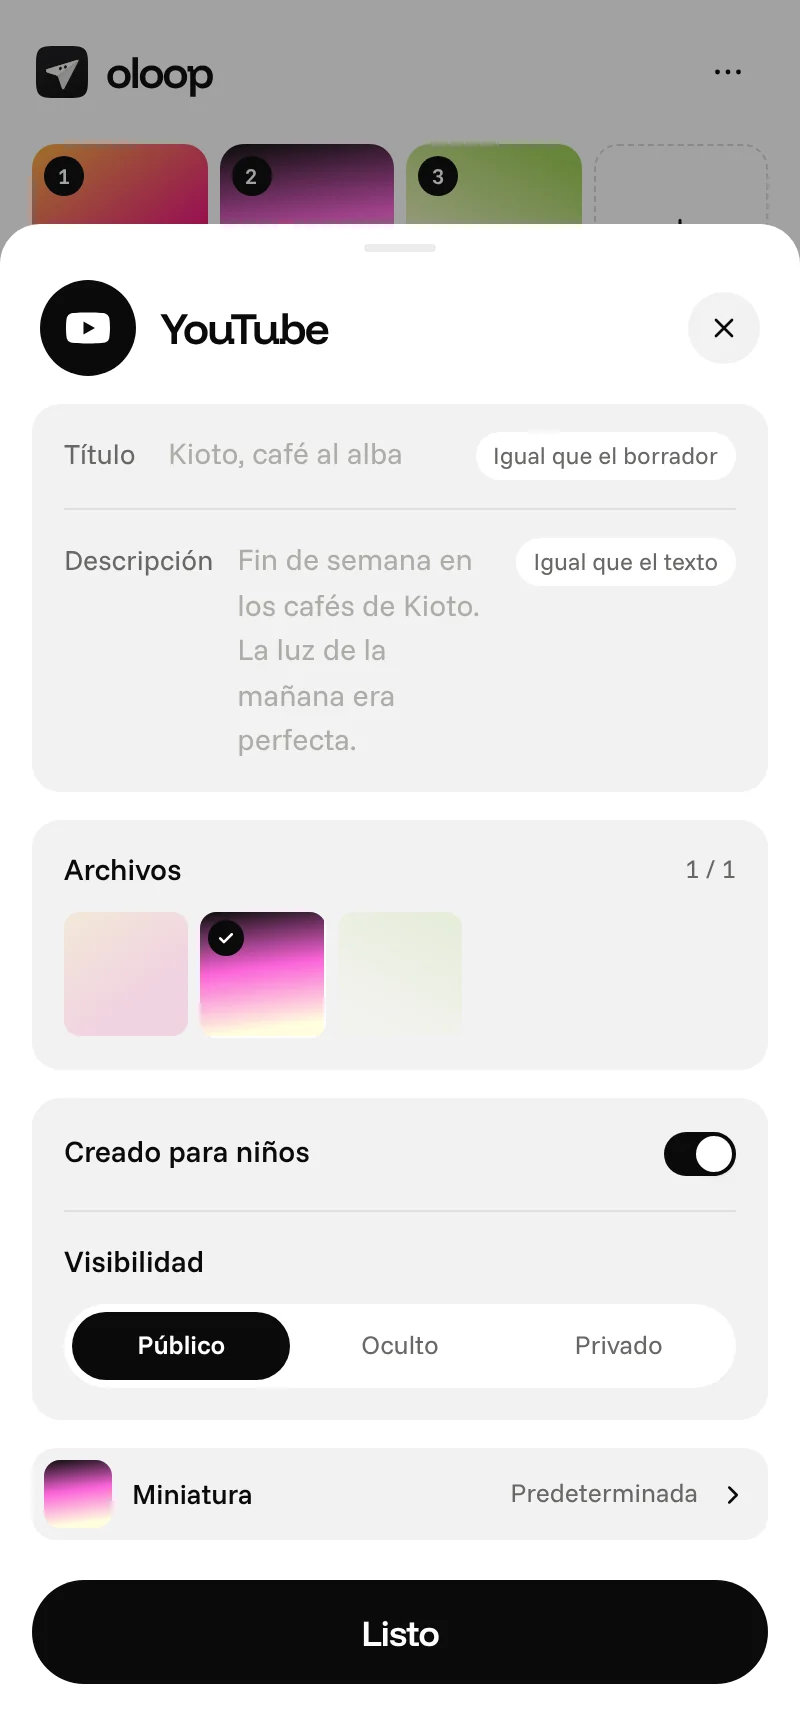 oloop
1
2
3
YouTube
Título
Kioto, café al alba
Igual que el borrador
Descripción
Fin de semana en
los cafés de Kioto.
La luz de la
mañana era
perfecta.
Igual que el texto
Archivos
1 / 1
Creado para niños
Visibilidad
Público
Oculto
Privado
Miniatura
Predeterminada
Listo